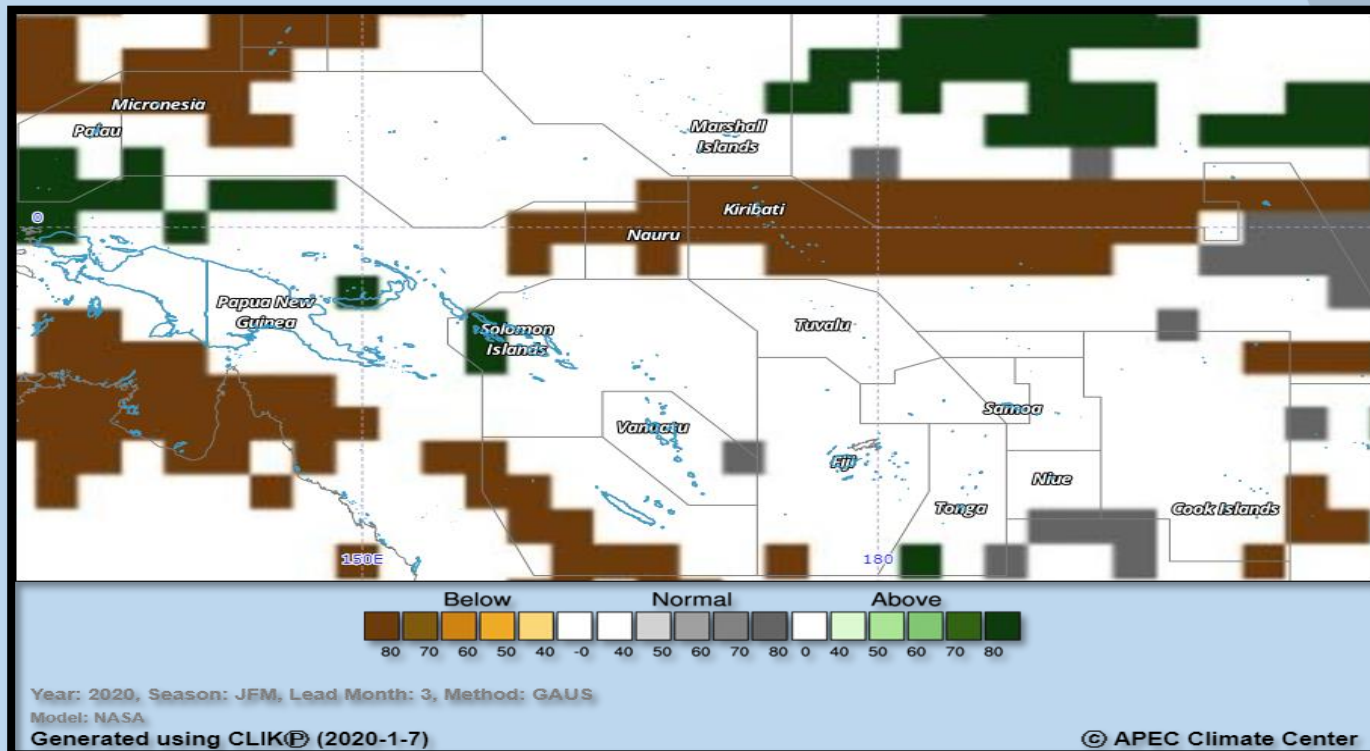 Micronesia
Palau
Marshall
Islands
Kiribati
0
Nauru
Papua New
Guinea
Solomon
Islands
Tuvalu
Samoa
Vanuatu
Fiji
Niue
Tonga
Cook Islands
150E
180
Below Normal Above
80 70 60 50 40 -0 40 50 60 70 80 0 40 50 60 70 80
Year: 2020, Season: JFM, Lead Month: 3, Method: GAUS
Model: NASA
Generated using CLIKⓅ (2020-1-7)
© APEC Climate Center